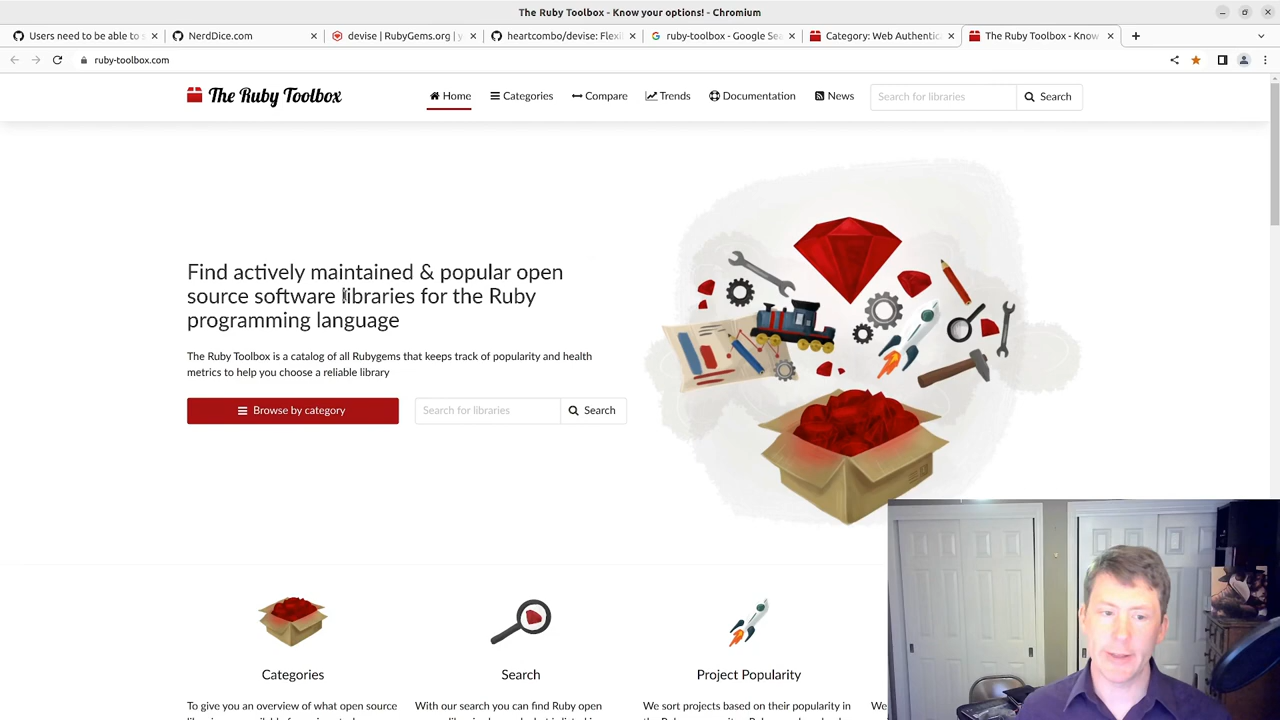 The Ruby Toolbox - Know your options! - Chromium
Users need to be able to s
NerdDice.com
devise | RubyGems.org | y
heartcombo/devise: Flexi
ruby-toolbox - Google Sea
Category: Web Authentic
The Ruby Toolbox - Know
ruby-toolbox.com
The Ruby Toolbox
Home
Categories
Compare
Trends
Documentation
News
Search for libraries
Search
Find actively maintained & popular open
source software libraries for the Ruby
programming language
The Ruby Toolbox is a catalog of all Rubygems that keeps track of popularity and health
metrics to help you choose a reliable library
Browse by category
Search for libraries
Search
Categories
Search
Project Popularity
To give you an overview of what open
With our search you can find Ruby open
We sort projects based on their popularity in
We